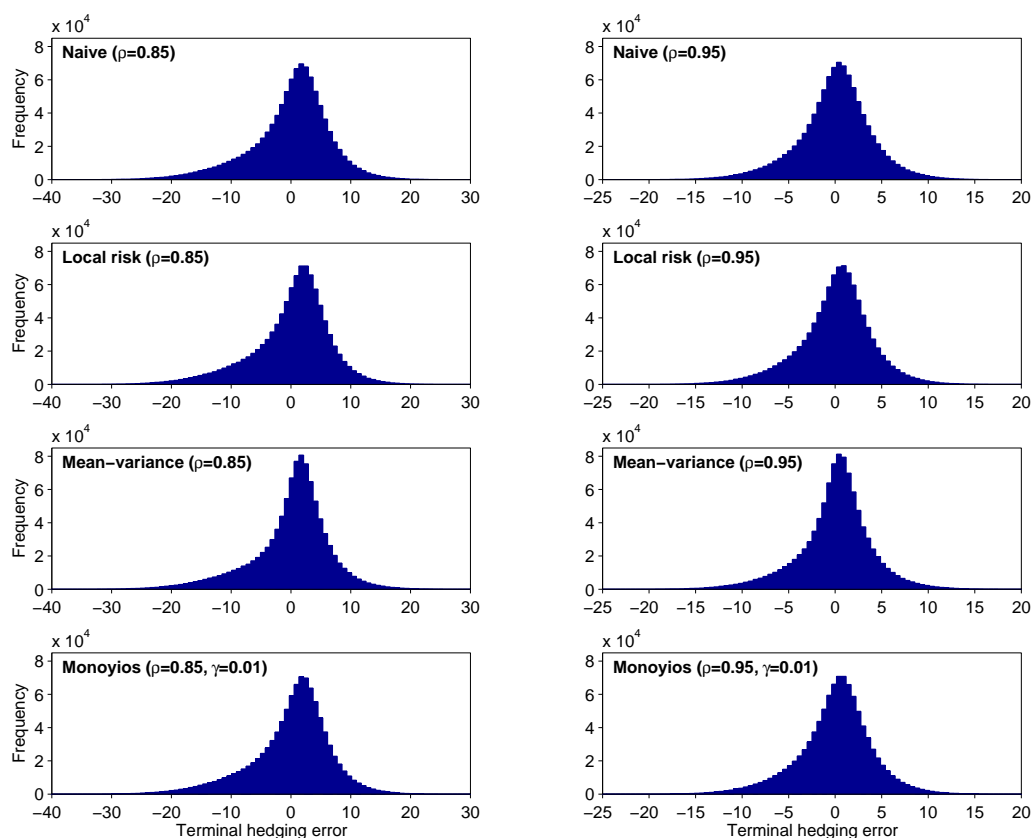 x 10^4
8
6
4
2
0
Frequency
Naive (ρ=0.85)
−40 −30 −20 −10 0 10 20 30
x 10^4
8
6
4
2
0
Naive (ρ=0.95)
−25 −20 −15 −10 −5 0 5 10 15 20
x 10^4
8
6
4
2
0
Frequency
Local risk (ρ=0.85)
−40 −30 −20 −10 0 10 20 30
x 10^4
8
6
4
2
0
Local risk (ρ=0.95)
−25 −20 −15 −10 −5 0 5 10 15 20
x 10^4
8
6
4
2
0
Frequency
Mean−variance (ρ=0.85)
−40 −30 −20 −10 0 10 20 30
x 10^4
8
6
4
2
0
Mean−variance (ρ=0.95)
−25 −20 −15 −10 −5 0 5 10 15 20
x 10^4
8
6
4
2
0
Frequency
Monoyios (ρ=0.85, γ=0.01)
−40 −30 −20 −10 0 10 20 30
Terminal hedging error
x 10^4
8
6
4
2
0
Monoyios (ρ=0.95, γ=0.01)
−25 −20 −15 −10 −5 0 5 10 15 20
Terminal hedging error